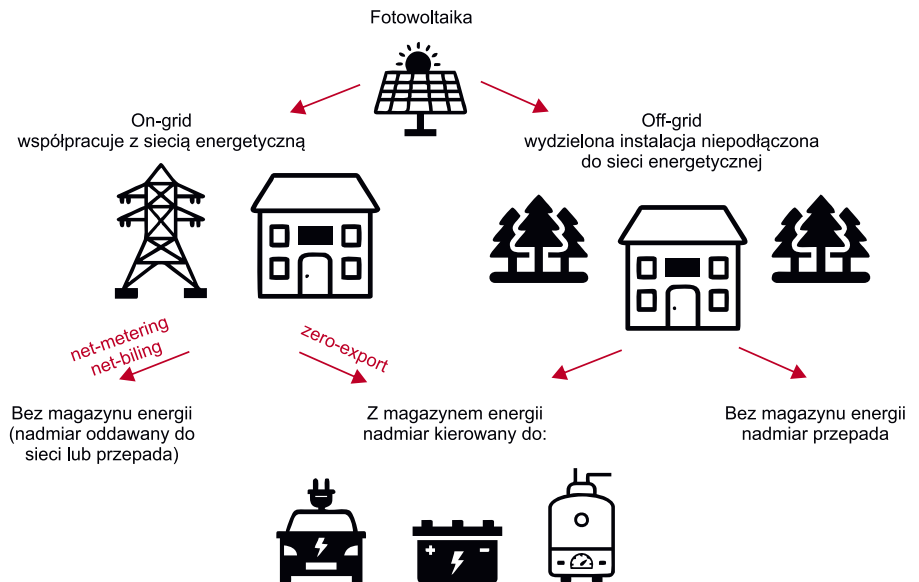 Fotowoltaika
On-grid
współpracuje z siecią energetyczną
Off-grid
wydzielona instalacja niepodłączona
do sieci energetycznej
net-metering
net-biling
zero-export
Bez magazynu energii
(nadmiar oddawany do
sieci lub przepada)
Z magazynem energii
nadmiar kierowany do:
Bez magazynu energii
nadmiar przepada